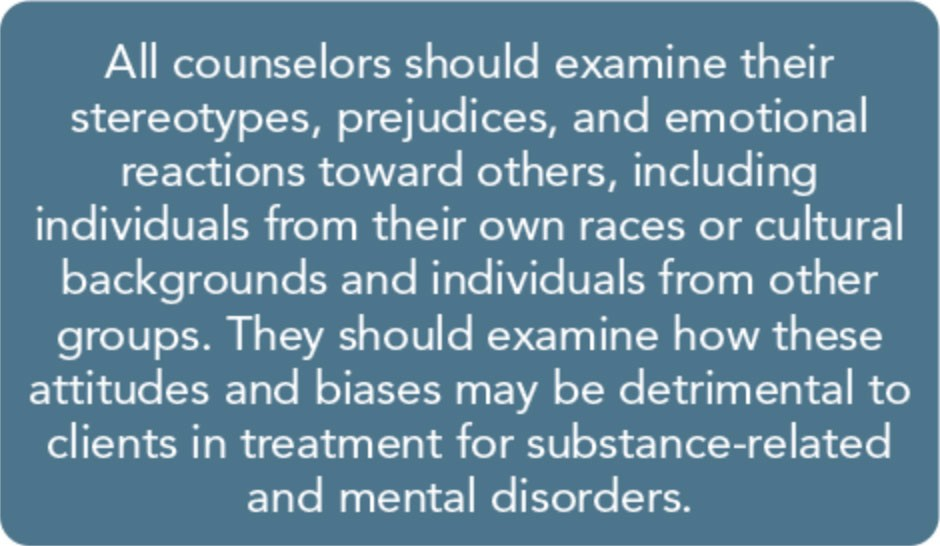 All counselors should examine their
stereotypes, prejudices, and emotional
reactions toward others, including
individuals from their own races or cultural
backgrounds and individuals from other
groups. They should examine how these
attitudes and biases may be detrimental to
clients in treatment for substance-related
and mental disorders.